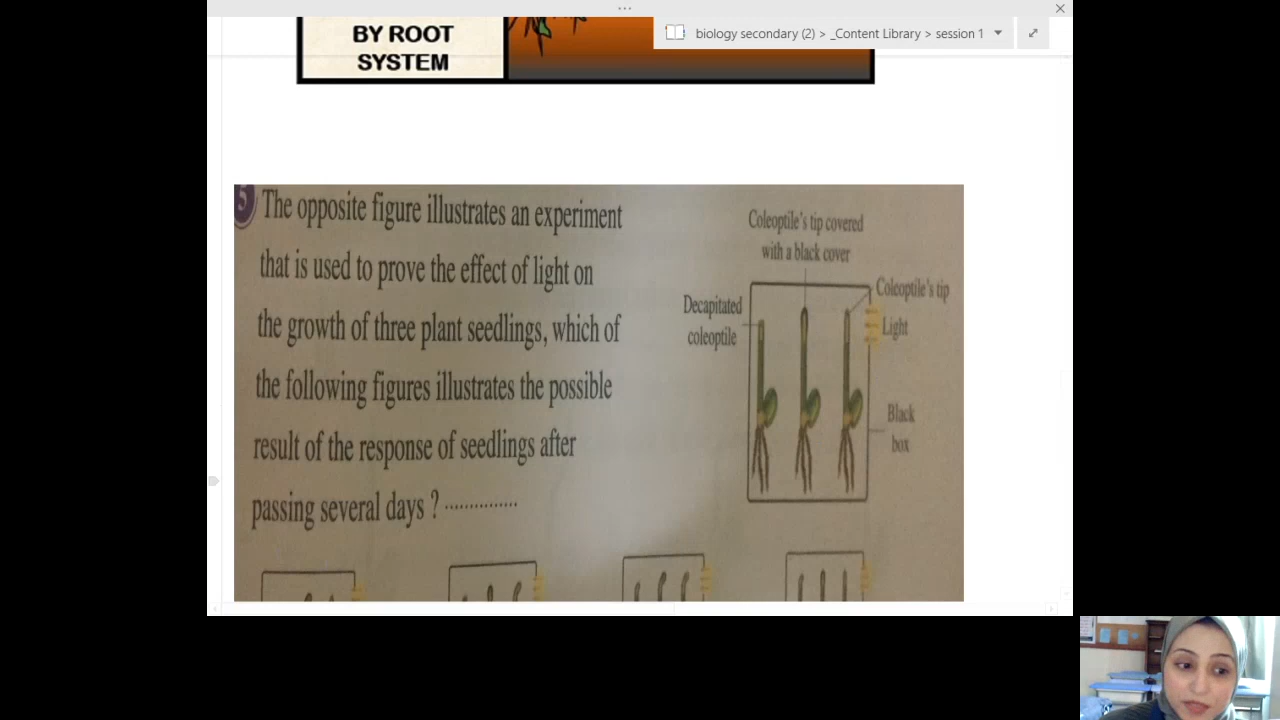 BY ROOT
SYSTEM
biology secondary (2) > _Content Library > session 1
5 The opposite figure illustrates an experiment
that is used to prove the effect of light on
the growth of three plant seedlings, which of
the following figures illustrates the possible
result of the response of seedlings after
passing several days ? ...............
Coleoptile's tip covered
with a black cover
Decapitated
coleoptile
Coleoptile's tip
Light
Black
box